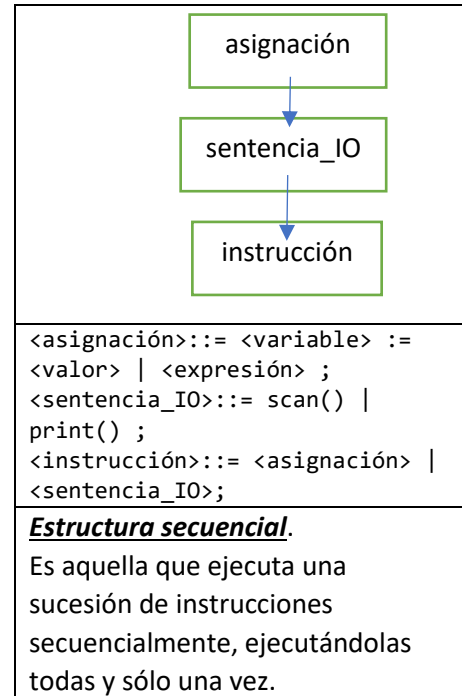 asignación
sentencia_IO
instrucción
<asignación>::= <variable> :=
<valor> | <expresión> ;
<sentencia_IO>::= scan() |
print() ;
<instrucción>::= <asignación> |
<sentencia_IO>;
Estructura secuencial.
Es aquella que ejecuta una
sucesión de instrucciones
secuencialmente, ejecutándolas
todas y sólo una vez.